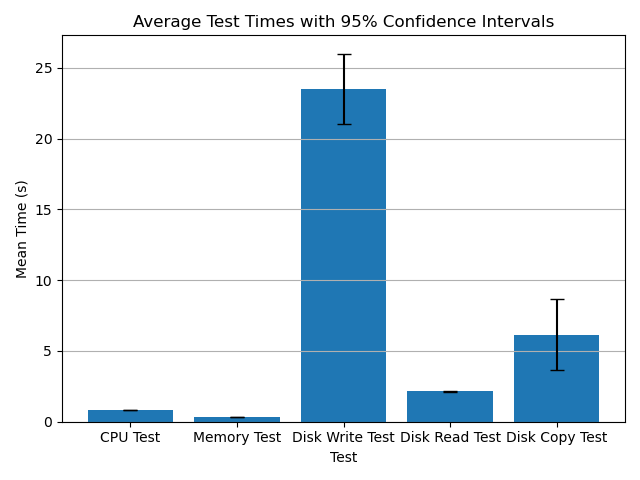 Average Test Times with 95% Confidence Intervals
Mean Time (s)
25
20
15
10
5
0
CPU Test
Memory Test
Disk Write Test
Disk Read Test
Disk Copy Test
Test